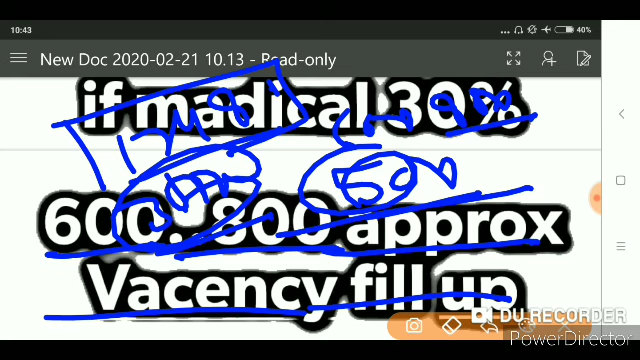 10:43
40%
New Doc 2020-02-21 10.13 - Read-only
if madical 30%
600. 800 approx
Vacency fill up
DU RECORDER
PowerDirector